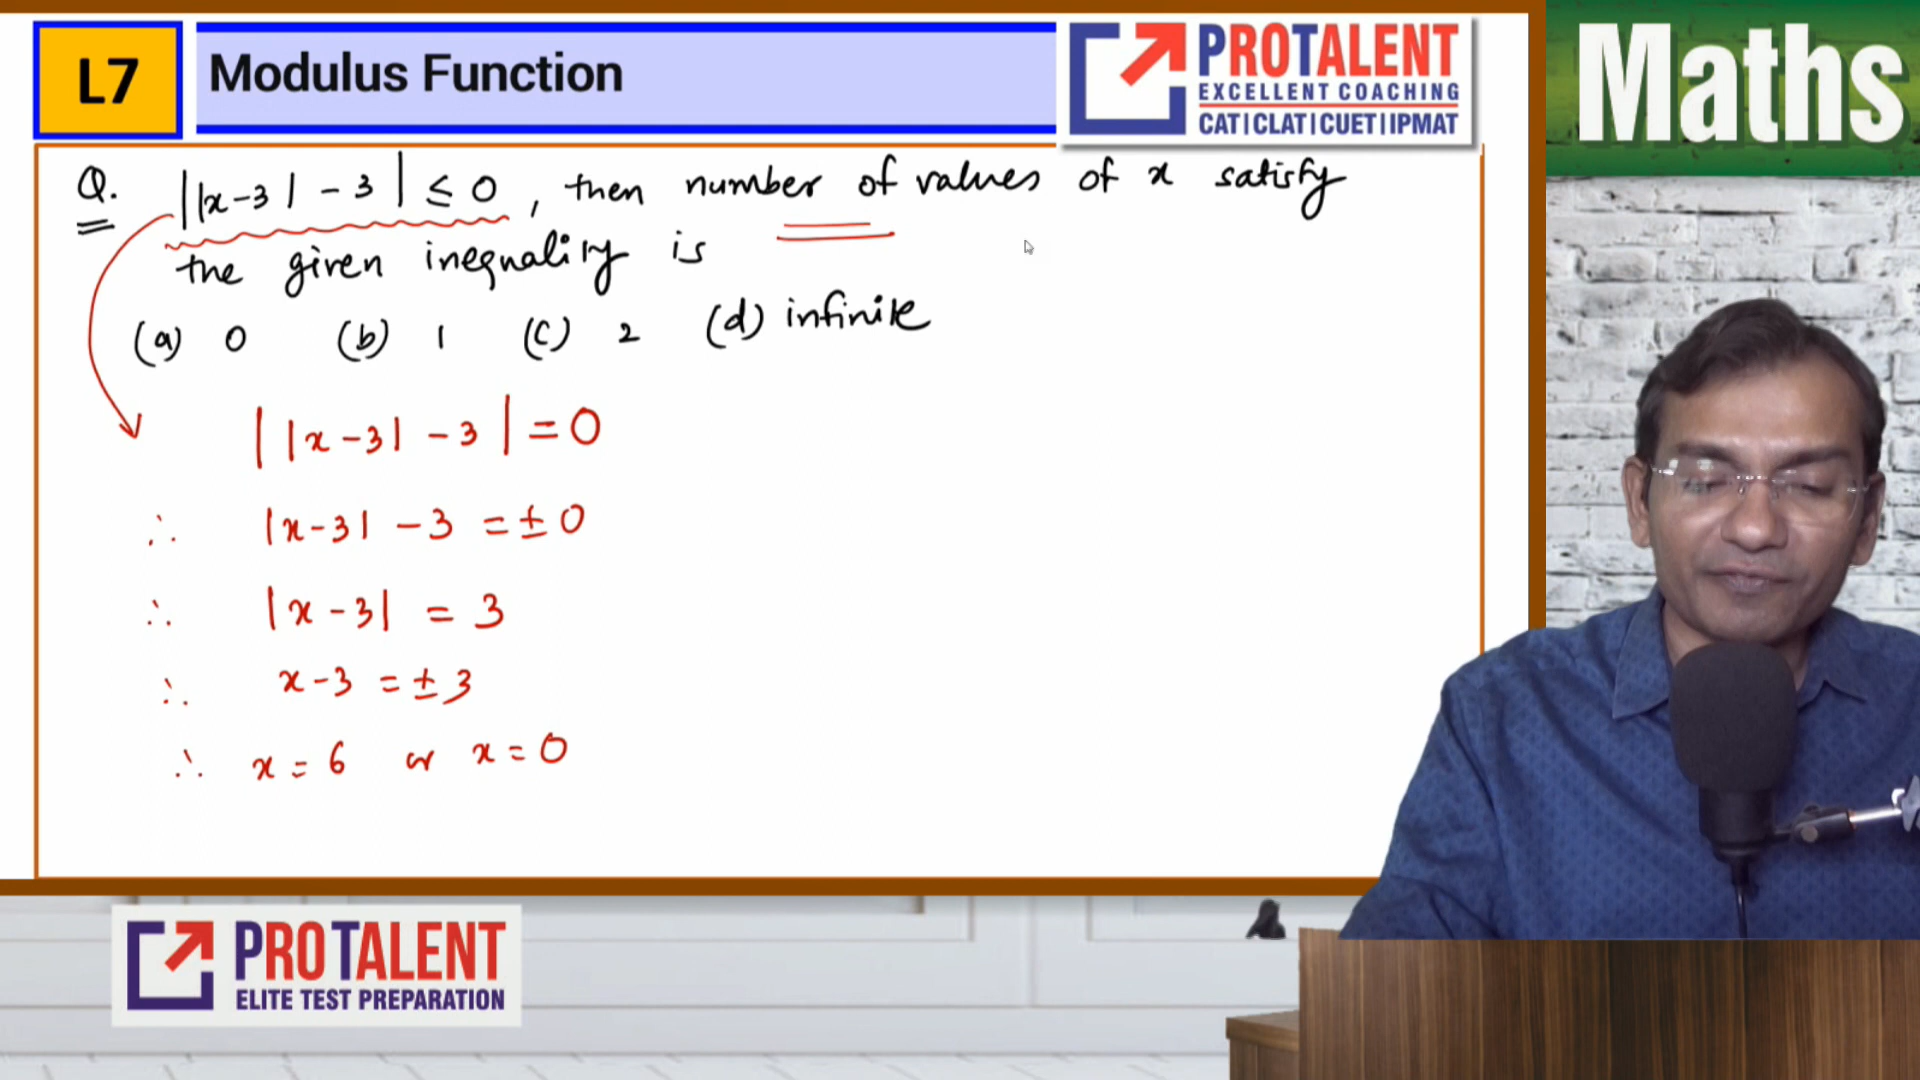 L7
Modulus Function
PROTALENT
EXCELLENT COACHING
CAT|CLAT|CUET|IPMAT
Maths
Q. ||x-3| - 3| ≤ 0, then number of values of x satisfy
the given inequality is
(a) 0 (b) 1 (c) 2 (d) infinite
||x-3| - 3| = 0
∴ |x-3| - 3 = ± 0
∴ |x-3| = 3
∴ x-3 = ± 3
∴ x = 6 or x = 0
PROTALENT
ELITE TEST PREPARATION